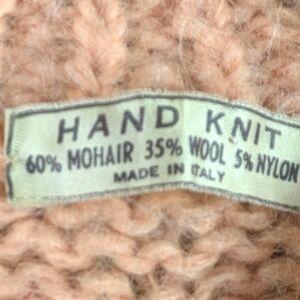 HAND KNIT
60% MOHAIR 35% WOOL 5% NYLON
MADE IN ITALY